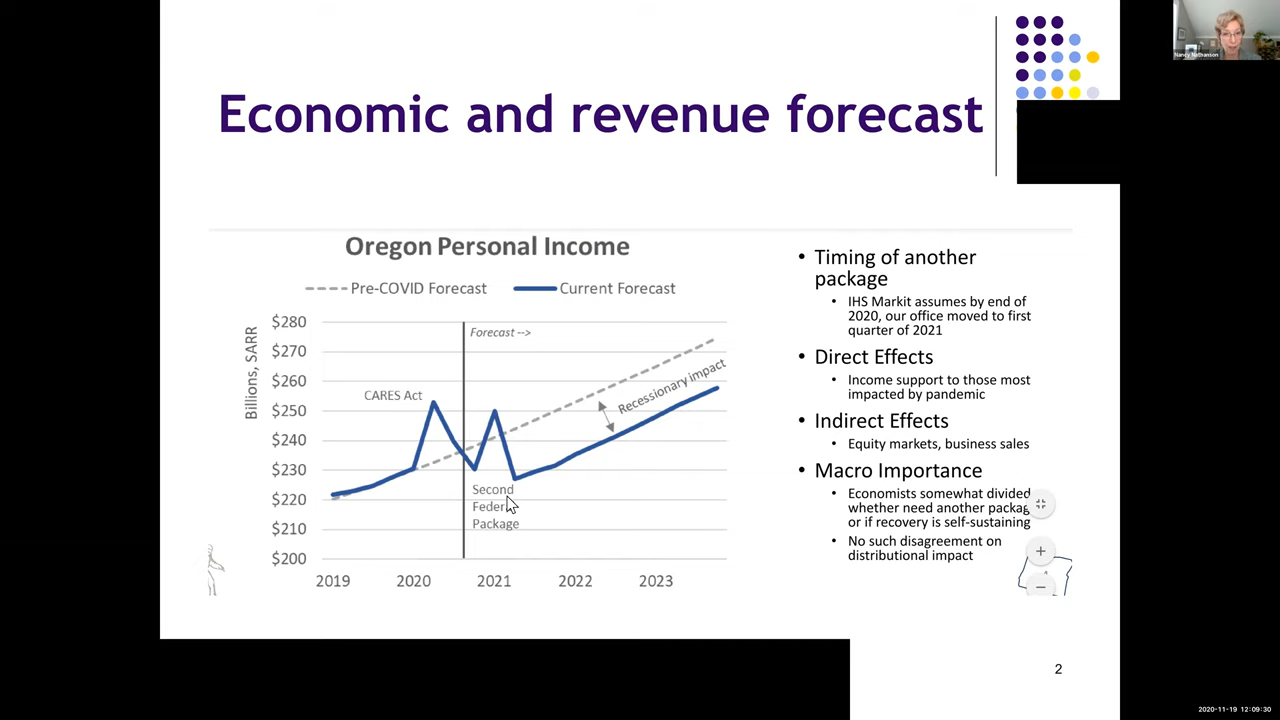 Nancy Nathanson
Economic and revenue forecast
Oregon Personal Income
Pre-COVID Forecast
Current Forecast
Billions, SARR
$280
$270
$260
$250
$240
$230
$220
$210
$200
Forecast -->
CARES Act
Recessionary impact
Second
Federal
Package
2019
2020
2021
2022
2023
• Timing of another
package
• IHS Markit assumes by end of
2020, our office moved to first
quarter of 2021
• Direct Effects
• Income support to those most
impacted by pandemic
• Indirect Effects
• Equity markets, business sales
• Macro Importance
• Economists somewhat divided
whether need another packag
or if recovery is self-sustaining
• No such disagreement on
distributional impact
2
2020-11-19 12:09:30